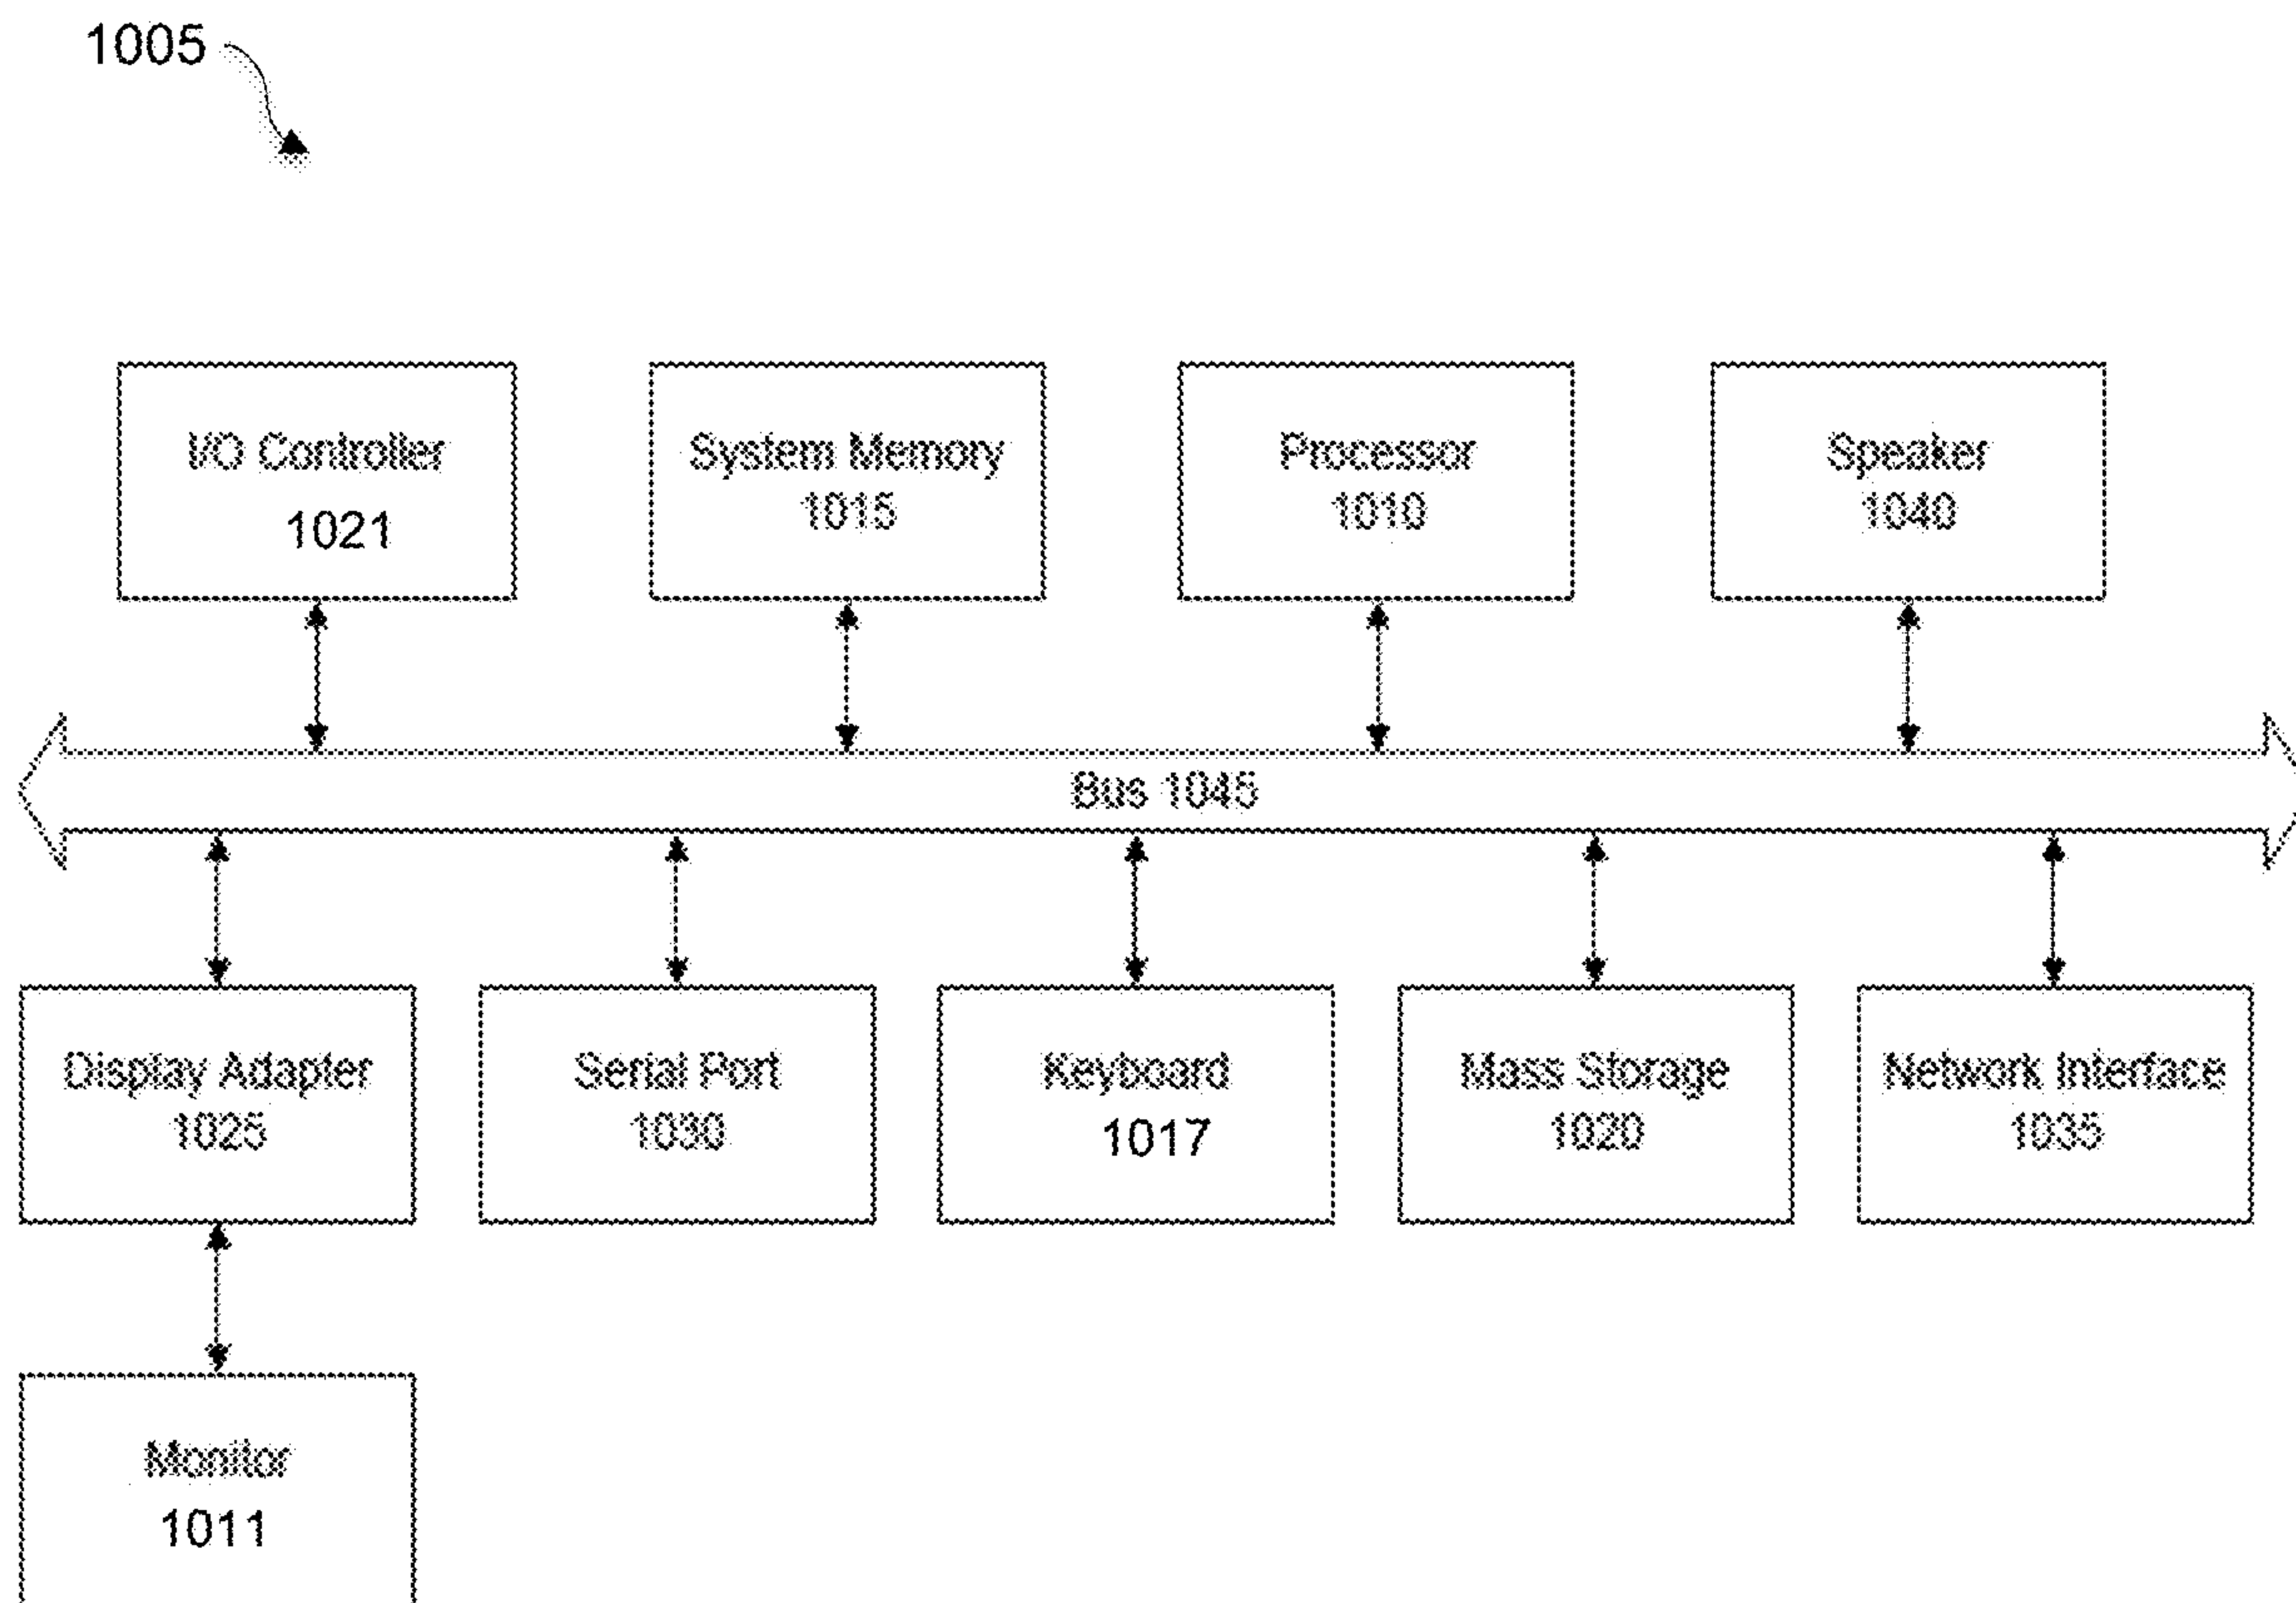 1005
I/O Controller
1021
System Memory
1015
Processor
1010
Speaker
1040
Bus 1045
Display Adapter
1025
Serial Port
1030
Keyboard
1017
Mass Storage
1020
Network Interface
1035
Monitor
1011